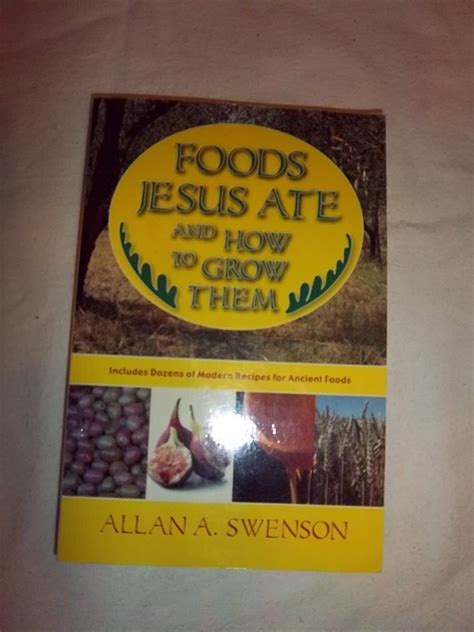 FOODS
JESUS ATE
AND HOW
TO GROW
THEM
Includes Dozens of Modern Recipes for Ancient Foods
ALLAN A. SWENSON